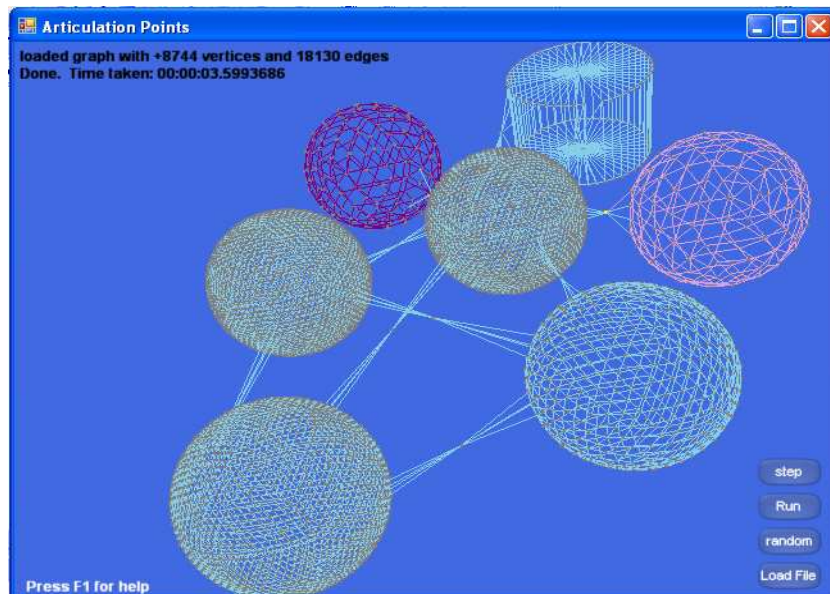 Articulation Points
loaded graph with +8744 vertices and 18130 edges
Done. Time taken: 00:00:03.5993686
step
Run
random
Load File
Press F1 for help